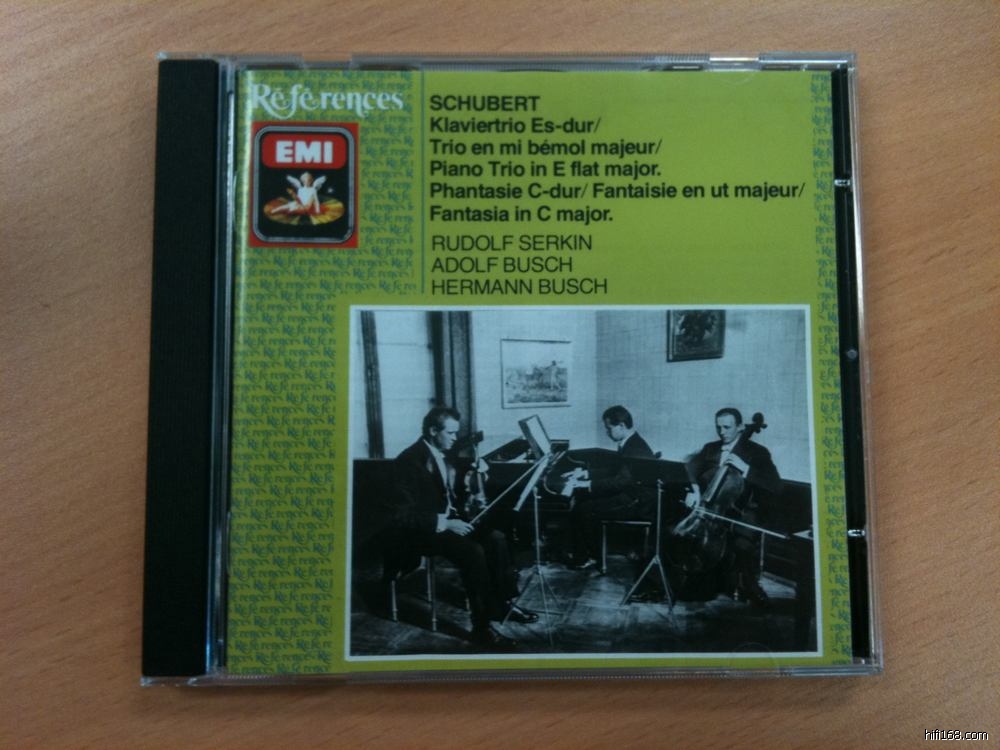 Références
EMI
SCHUBERT
Klaviertrio Es-dur/
Trio en mi bémol majeur/
Piano Trio in E flat major.
Phantasie C-dur/ Fantaisie en ut majeur/
Fantasia in C major.
RUDOLF SERKIN
ADOLF BUSCH
HERMANN BUSCH
hifi168.com